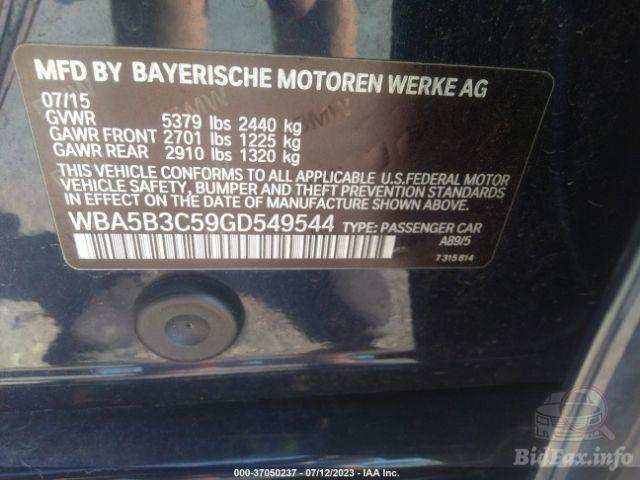 MFD BY BAYERISCHE MOTOREN WERKE AG
07/15
GVWR 5379 lbs 2440 kg
GAWR FRONT 2701 lbs 1225 kg
GAWR REAR 2910 lbs 1320 kg
THIS VEHICLE CONFORMS TO ALL APPLICABLE U.S.FEDERAL MOTOR
VEHICLE SAFETY, BUMPER AND THEFT PREVENTION STANDARDS
IN EFFECT ON THE DATE OF MANUFACTURE SHOWN ABOVE.
WBA5B3C59GD549544 TYPE: PASSENGER CAR
A89/5
7 315 814
BidFax.info
000-37050237 - 07/12/2023 - IAA Inc.